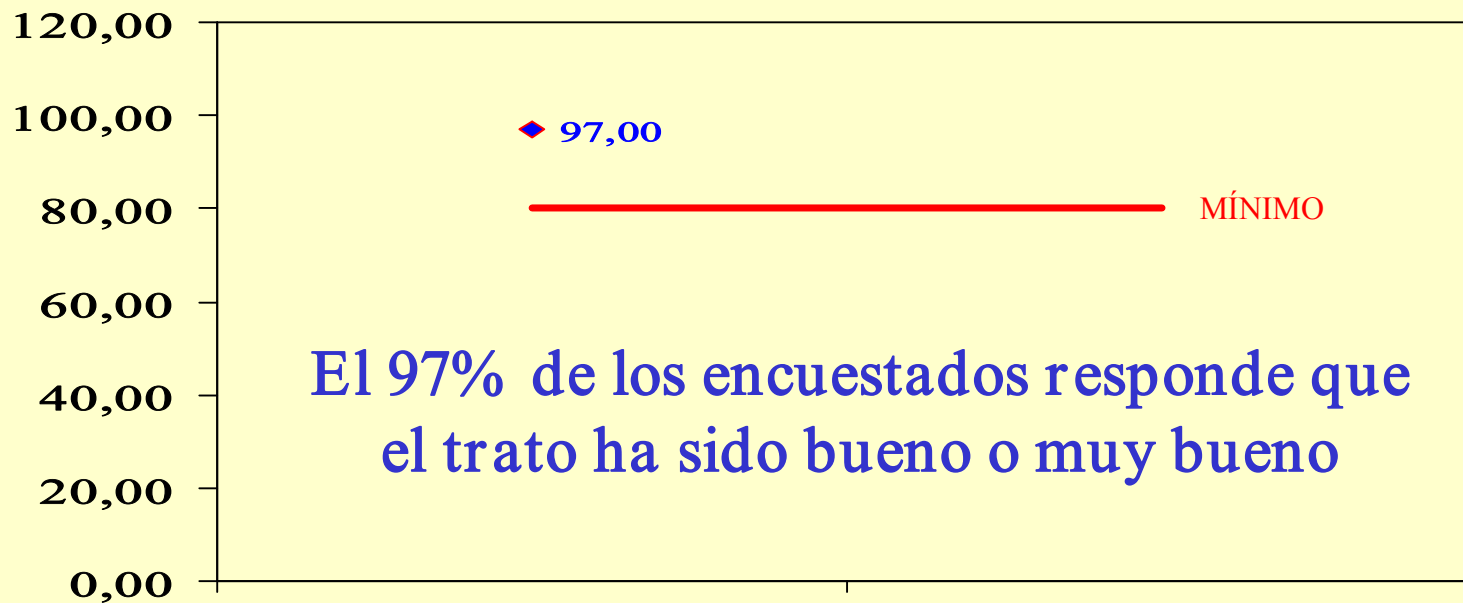 120,00
100,00
97,00
80,00
MÍNIMO
60,00
El 97% de los encuestados responde que
40,00
el trato ha sido bueno o muy bueno
20,00
0,00